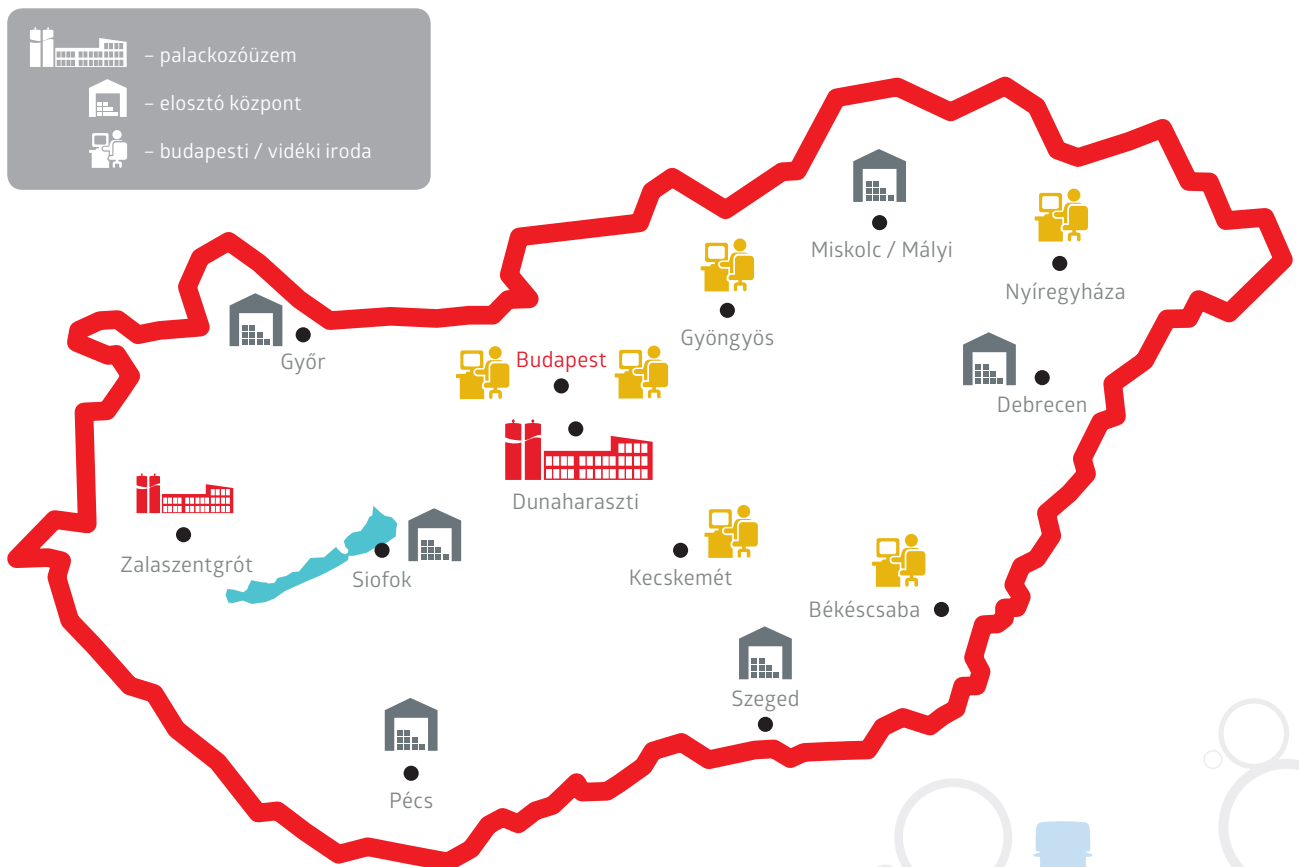 – palackozóüzem
– elosztó központ
– budapesti / vidéki iroda
Miskolc / Mályi
Nyíregyháza
Gyöngyös
Győr
Budapest
Debrecen
Dunaharaszti
Zalaszentgrót
Siofok
Kecskemét
Békéscsaba
Szeged
Pécs